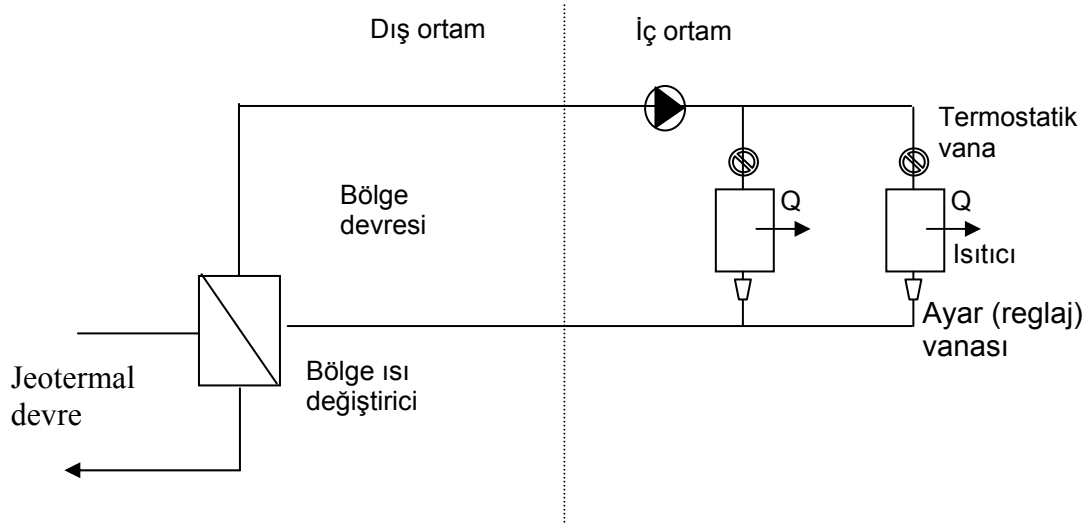 Dış ortam
İç ortam
Termostatik
vana
Bölge
devresi
Q
Q
Isıtıcı
Ayar (reglaj)
vanası
Jeotermal
devre
Bölge ısı
değiştirici